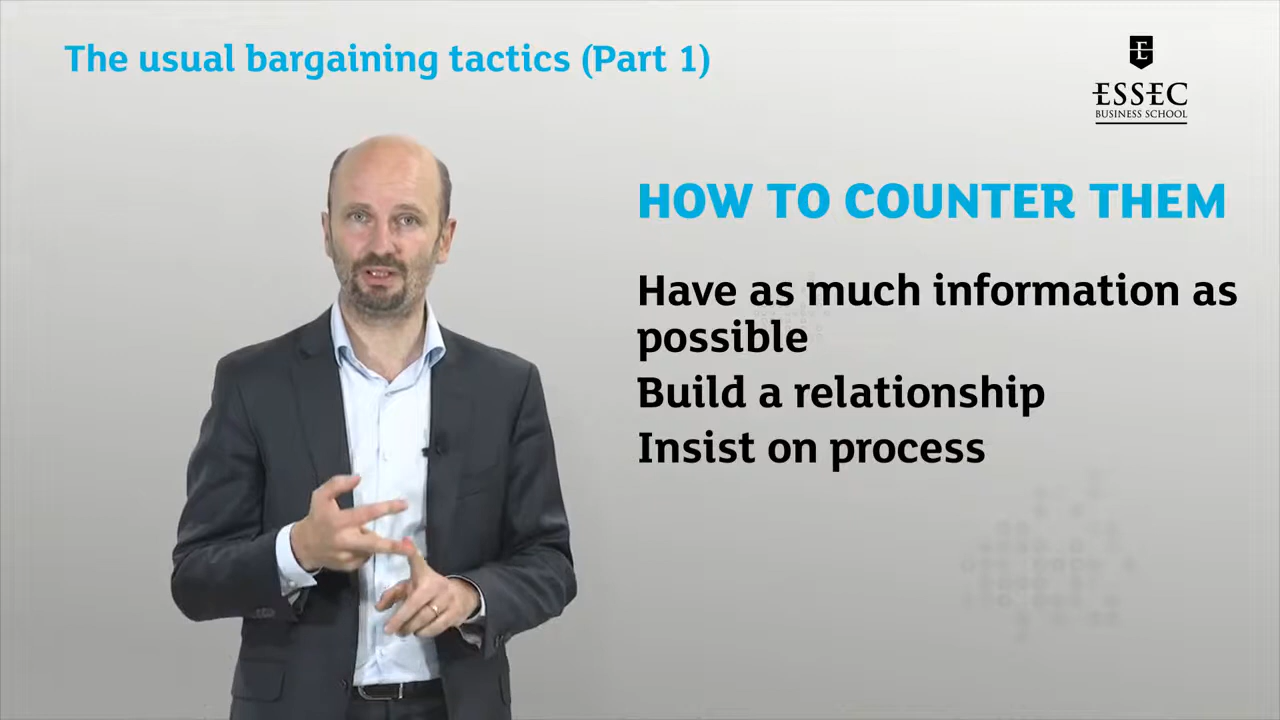 The usual bargaining tactics (Part 1)
E
ESSEC
BUSINESS SCHOOL
HOW TO COUNTER THEM
Have as much information as
possible
Build a relationship
Insist on process